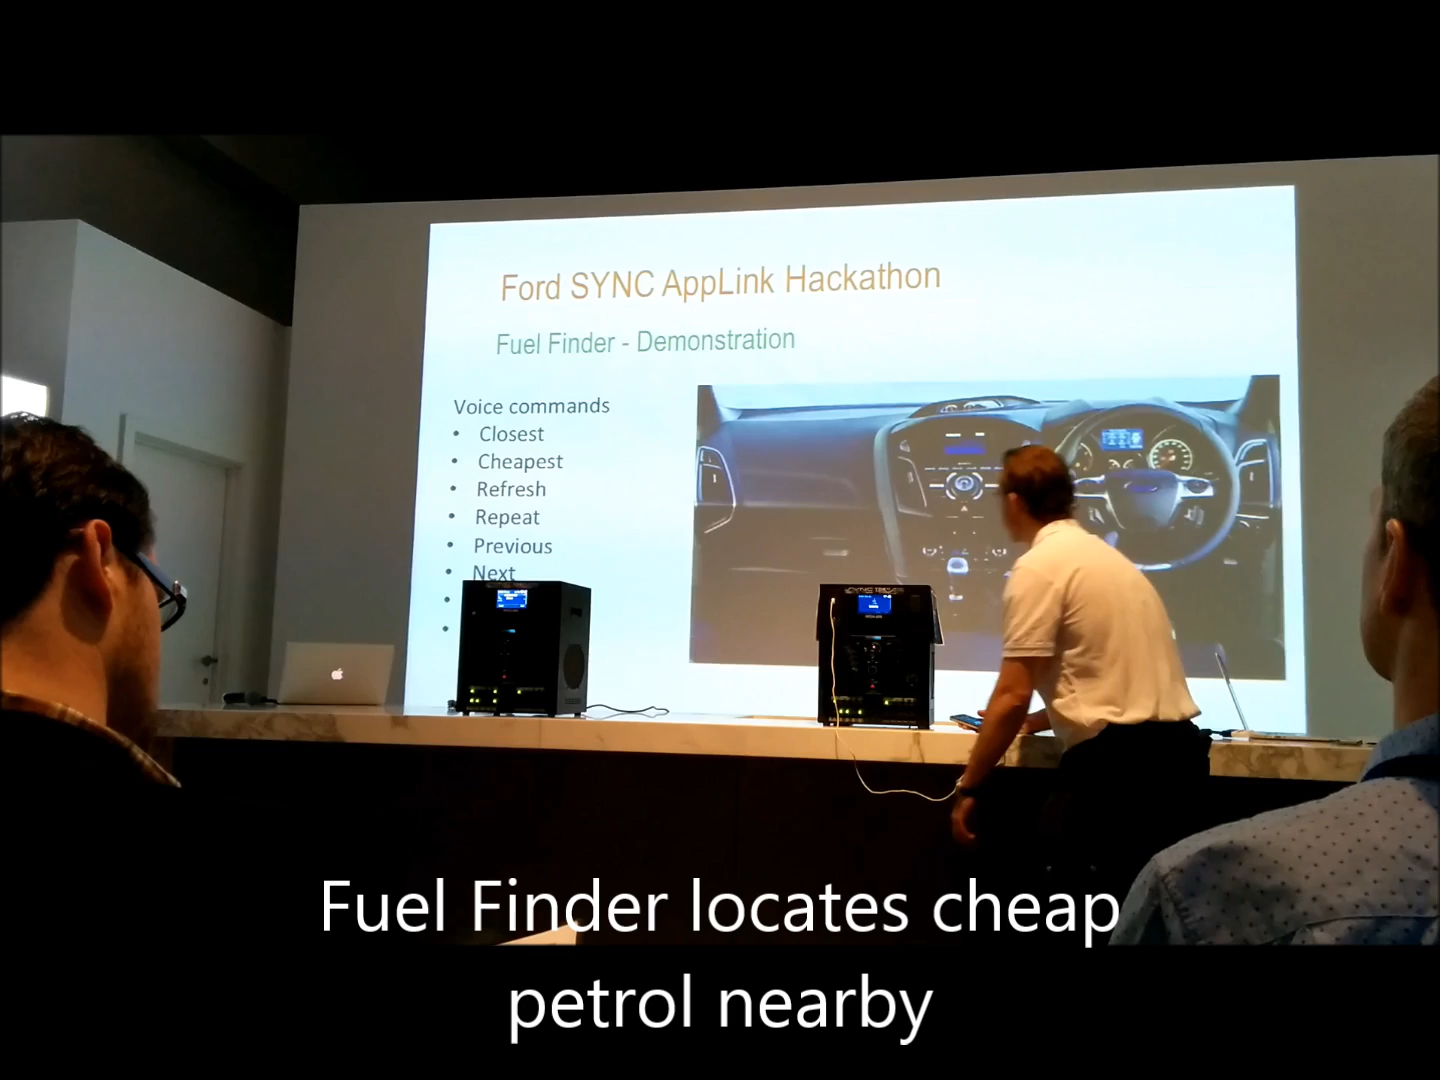 Ford SYNC AppLink Hackathon
Fuel Finder - Demonstration
Voice commands
• Closest
• Cheapest
• Refresh
• Repeat
• Previous
• Next
•
•
Fuel Finder locates cheap
petrol nearby